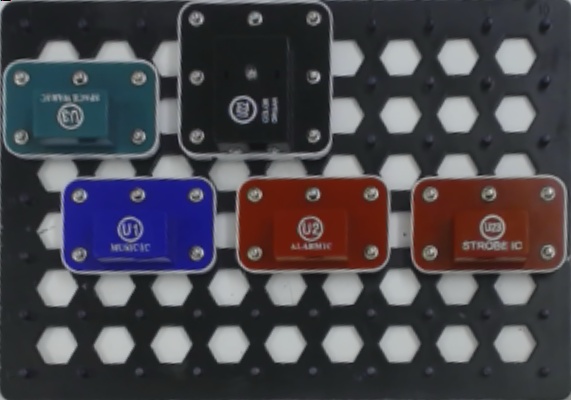 U3
SPACE WAR IC
U22
COLOR
ORGAN
U1
MUSIC IC
U2
ALARM IC
U23
STROBE IC